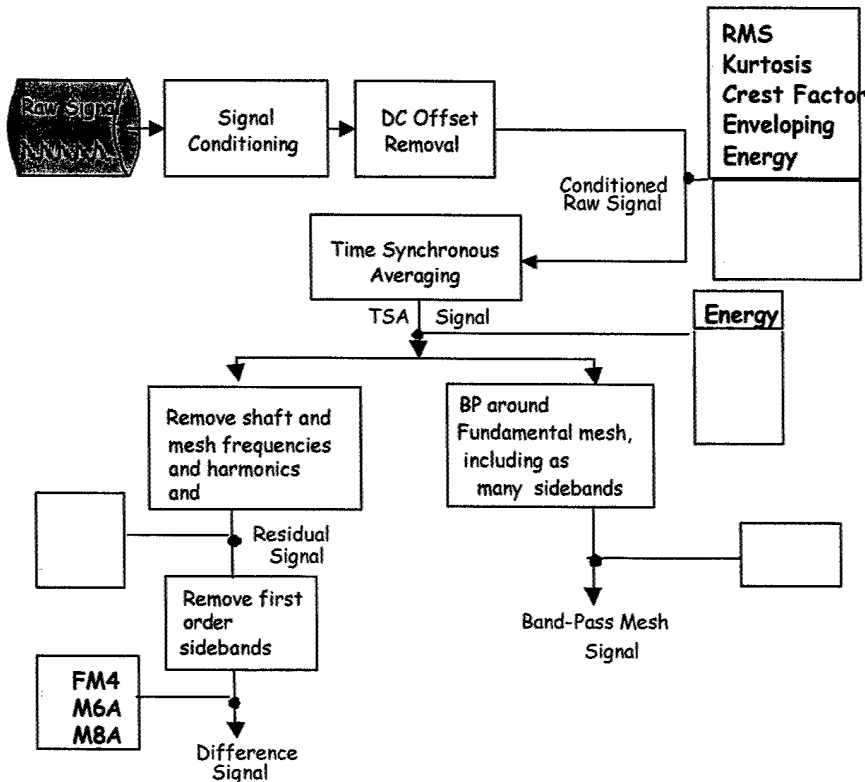 RMS
Kurtosis
Crest Factor
Enveloping
Energy
Raw Signal
Signal
Conditioning
DC Offset
Removal
Conditioned
Raw Signal
Time Synchronous
Averaging
TSA Signal
Energy
Remove shaft and
mesh frequencies
and harmonics
and
BP around
Fundamental mesh,
including as
many sidebands
Residual
Signal
Remove first
order
sidebands
Band-Pass Mesh
Signal
FM4
M6A
M8A
Difference
Signal